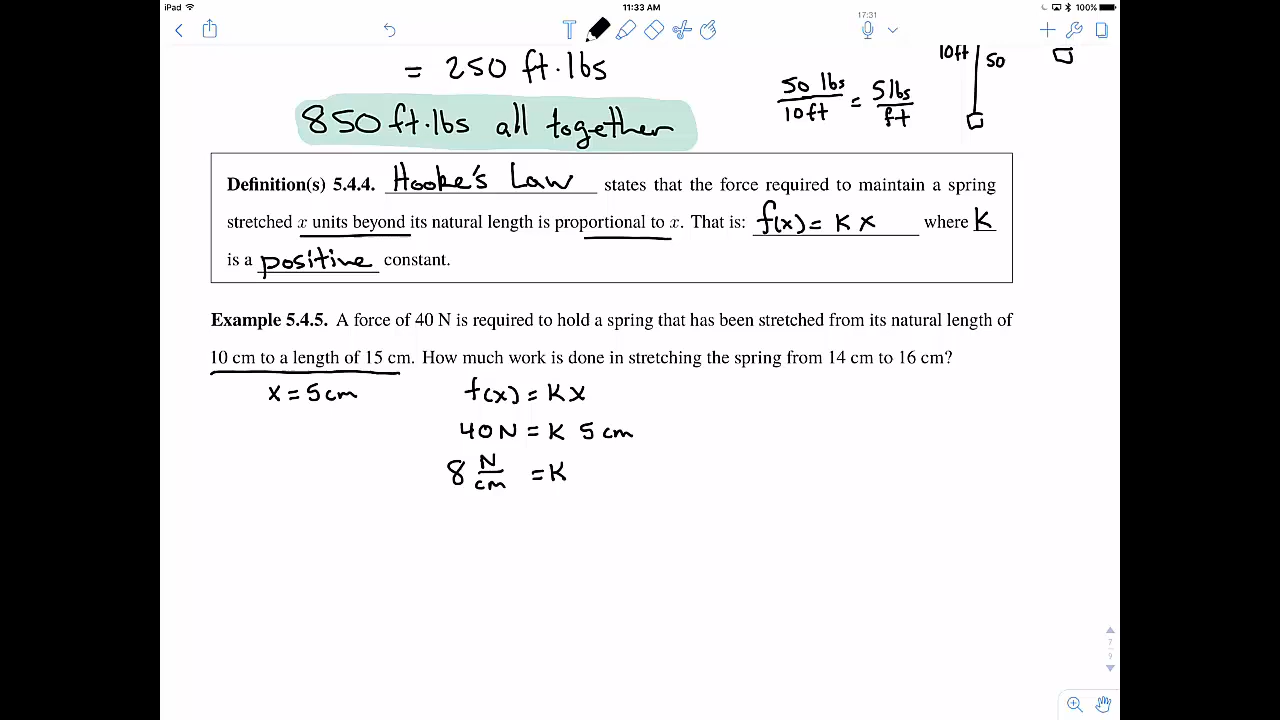 iPad 11:33 AM 100%
17:31
T
= 250 ft·lbs
10ft 50
50 lbs / 10ft = 5 lbs / ft
850 ft·lbs all together
Definition(s) 5.4.4. Hooke's Law states that the force required to maintain a spring
stretched x units beyond its natural length is proportional to x. That is: f(x) = K x where K
is a positive constant.
Example 5.4.5. A force of 40 N is required to hold a spring that has been stretched from its natural length of
10 cm to a length of 15 cm. How much work is done in stretching the spring from 14 cm to 16 cm?
x = 5 cm f(x) = K x
40 N = K 5 cm
8 N/cm = K
7
9